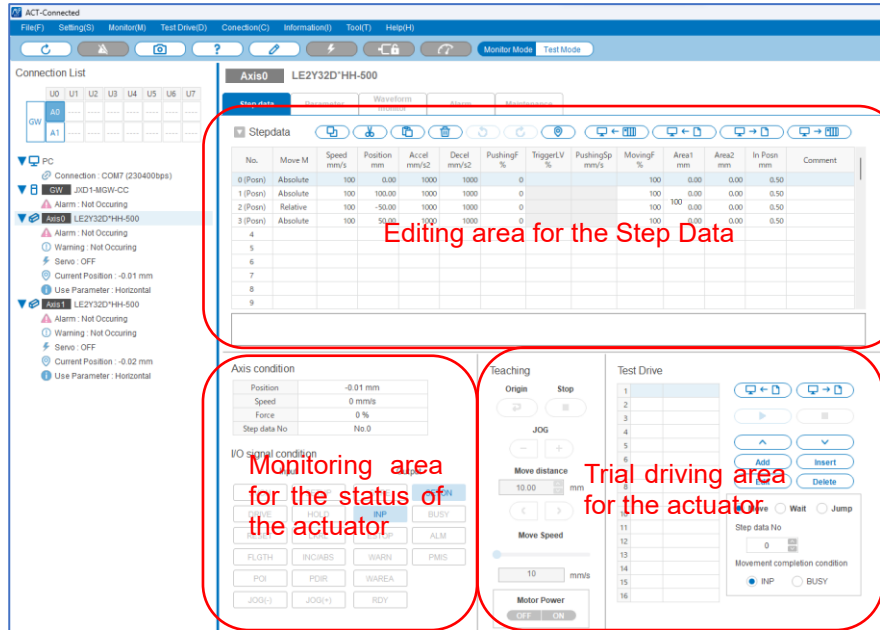 ACT-Connected
File(F) Setting(S) Monitor(M) Test Drive(D) Conection(C) Information(I) Tool(T) Help(H)
? Monitor Mode Test Mode
Connection List
U0 U1 U2 U3 U4 U5 U6 U7
GW
A0 ---- ---- ---- ---- ---- ---- ----
A1 ---- ---- ---- ---- ---- ---- ----
PC
Connection : COM7 (230400bps)
GW JXD1-MGW-CC
Alarm : Not Occuring
Axis0 LE2Y32D*HH-500
Alarm : Not Occuring
Warning : Not Occuring
Servo : OFF
Current Position : -0.01 mm
Use Parameter : Horizontal
Axis1 LE2Y32D*HH-500
Alarm : Not Occuring
Warning : Not Occuring
Servo : OFF
Current Position : -0.02 mm
Use Parameter : Horizontal
Axis0 LE2Y32D*HH-500
Step data Parameter Waveform monitor Alarm Maintenance
Stepdata
No. Move M Speed mm/s Position mm Accel mm/s2 Decel mm/s2 PushingF % TriggerLV % PushingSp mm/s MovingF % Area1 mm Area2 mm In Posn mm Comment
0 (Posn) Absolute 100 0.00 1000 1000 0 100 0.00 0.00 0.50
1 (Posn) Absolute 100 100.00 1000 1000 0 100 0.00 0.00 0.50
2 (Posn) Relative 100 -50.00 1000 1000 0 100 100 0.00 0.00 0.50
3 (Posn) Absolute 100 50.00 1000 1000 0 100 0.00 0.00 0.50
4
5
6
7
8
9
Editing area for the Step Data
Axis condition
Position -0.01 mm
Speed 0 mm/s
Force 0 %
Step data No No.0
I/O signal condition
Monitoring area
for the status of
the actuator
DRIVE HOLD INP BUSY
ALM
FLGTH INC/ABS WARN PMIS
POI PDIR WAREA
JOG(-) JOG(+) RDY
Teaching
Origin Stop
JOG
- +
Move distance
10.00 mm
< >
Move Speed
10 mm/s
Motor Power
OFF ON
Test Drive
1
2
3
4
5
6
8
Add Insert
Delete
Trial driving area
for the actuator
11
12
13
14
15
16
Move Wait Jump
Step data No
0
Movement completion condition
INP BUSY